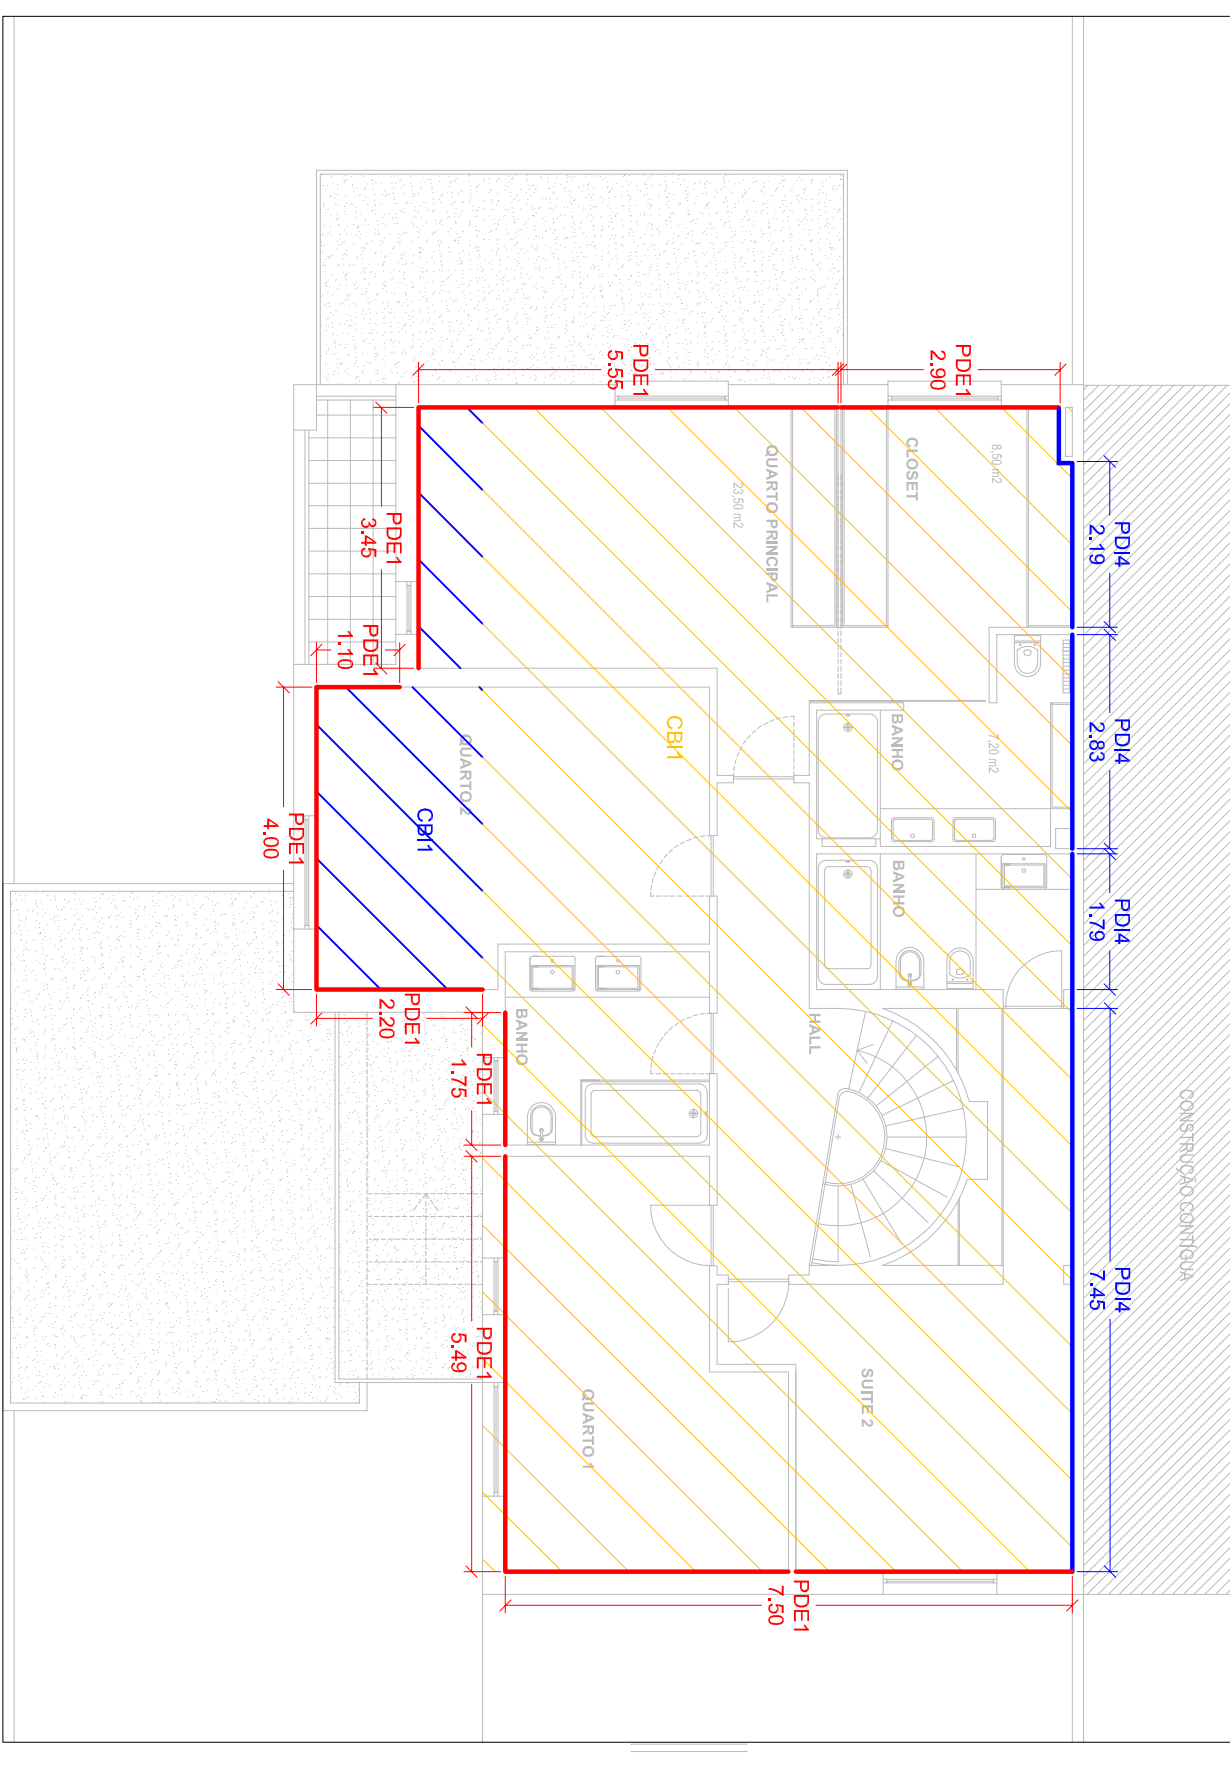 PDE1
5.55
PDE1
2.90
PDE1
3.45
PDE1
1.10
PDE1
4.00
PDE1
2.20
PDE1
1.75
PDE1
5.49
PDE1
7.50
PDI4
2.19
PDI4
2.83
PDI4
1.79
PDI4
7.45
CONSTRUÇÃO CONTÍGUA
CLOSET
8,50 m2
QUARTO PRINCIPAL
23,50 m2
BANHO
7,20 m2
BANHO
CBI1
QUARTO 2
CBI1
HALL
BANHO
SUITE 2
QUARTO 1